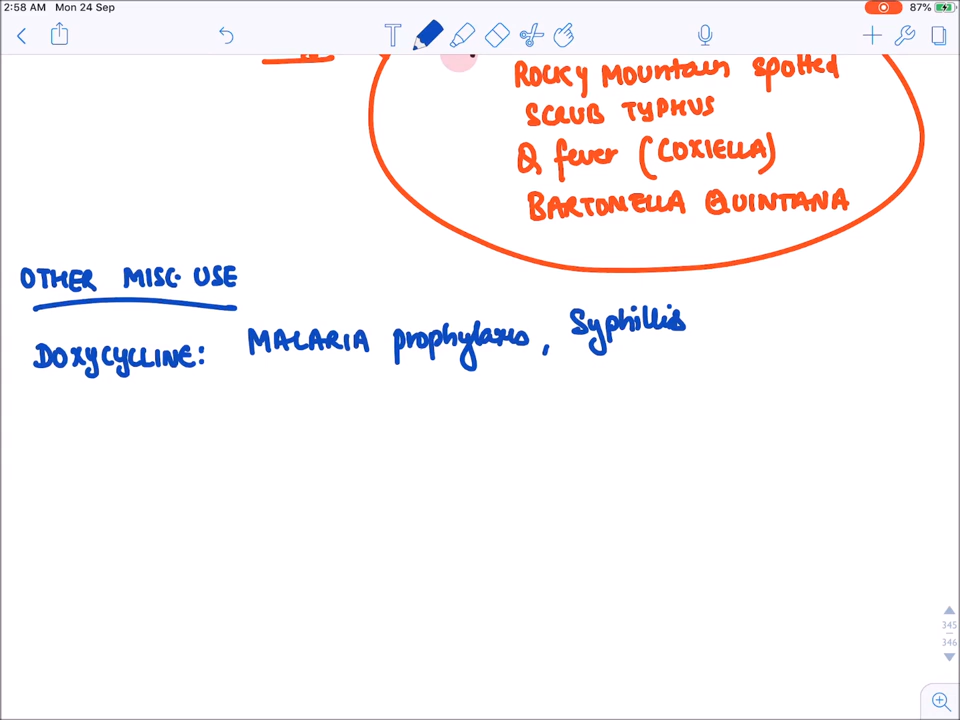 2:58 AM Mon 24 Sep 87%
T
ROCKY MOUNTAIN SPOTTED
SCRUB TYPHUS
Q fever (COXIELLA)
BARTONELLA QUINTANA
OTHER MISC. USE
DOXYCYCLINE: MALARIA prophylaxis, Syphillis
345
346